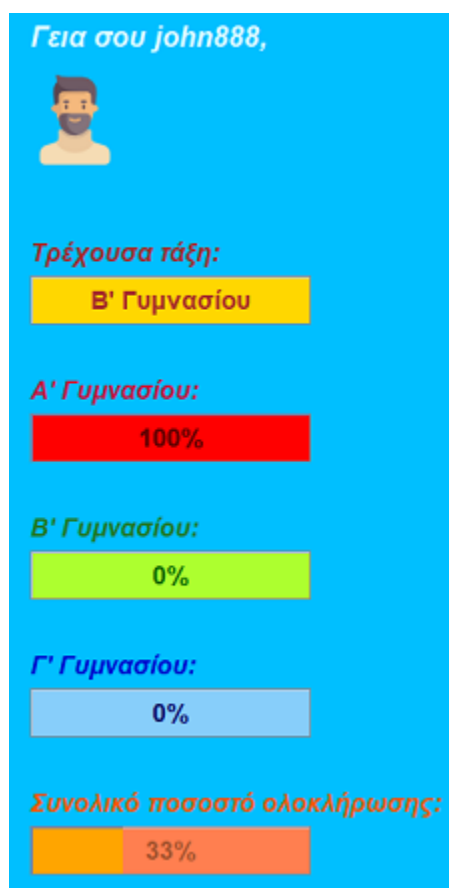 Γεια σου john888,
Τρέχουσα τάξη:
Β' Γυμνασίου
Α' Γυμνασίου:
100%
Β' Γυμνασίου:
0%
Γ' Γυμνασίου:
0%
Συνολικό ποσοστό ολοκλήρωσης:
33%